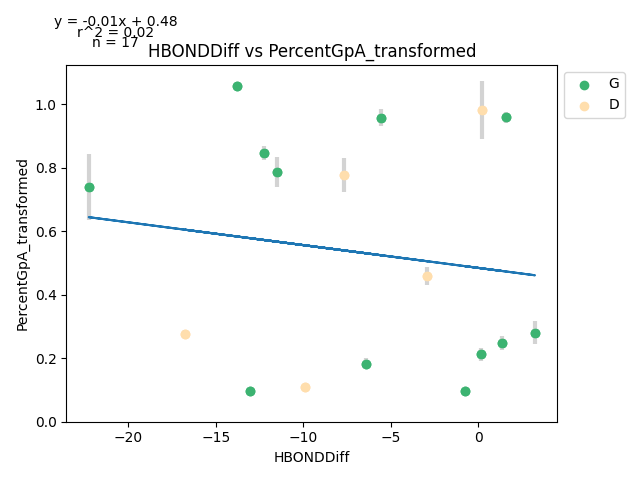 y = -0.01x + 0.48
r^2 = 0.02
n = 17
HBONDDiff vs PercentGpA_transformed
G
D
PercentGpA_transformed
1.0
0.8
0.6
0.4
0.2
0.0
−20
−15
−10
−5
0
HBONDDiff